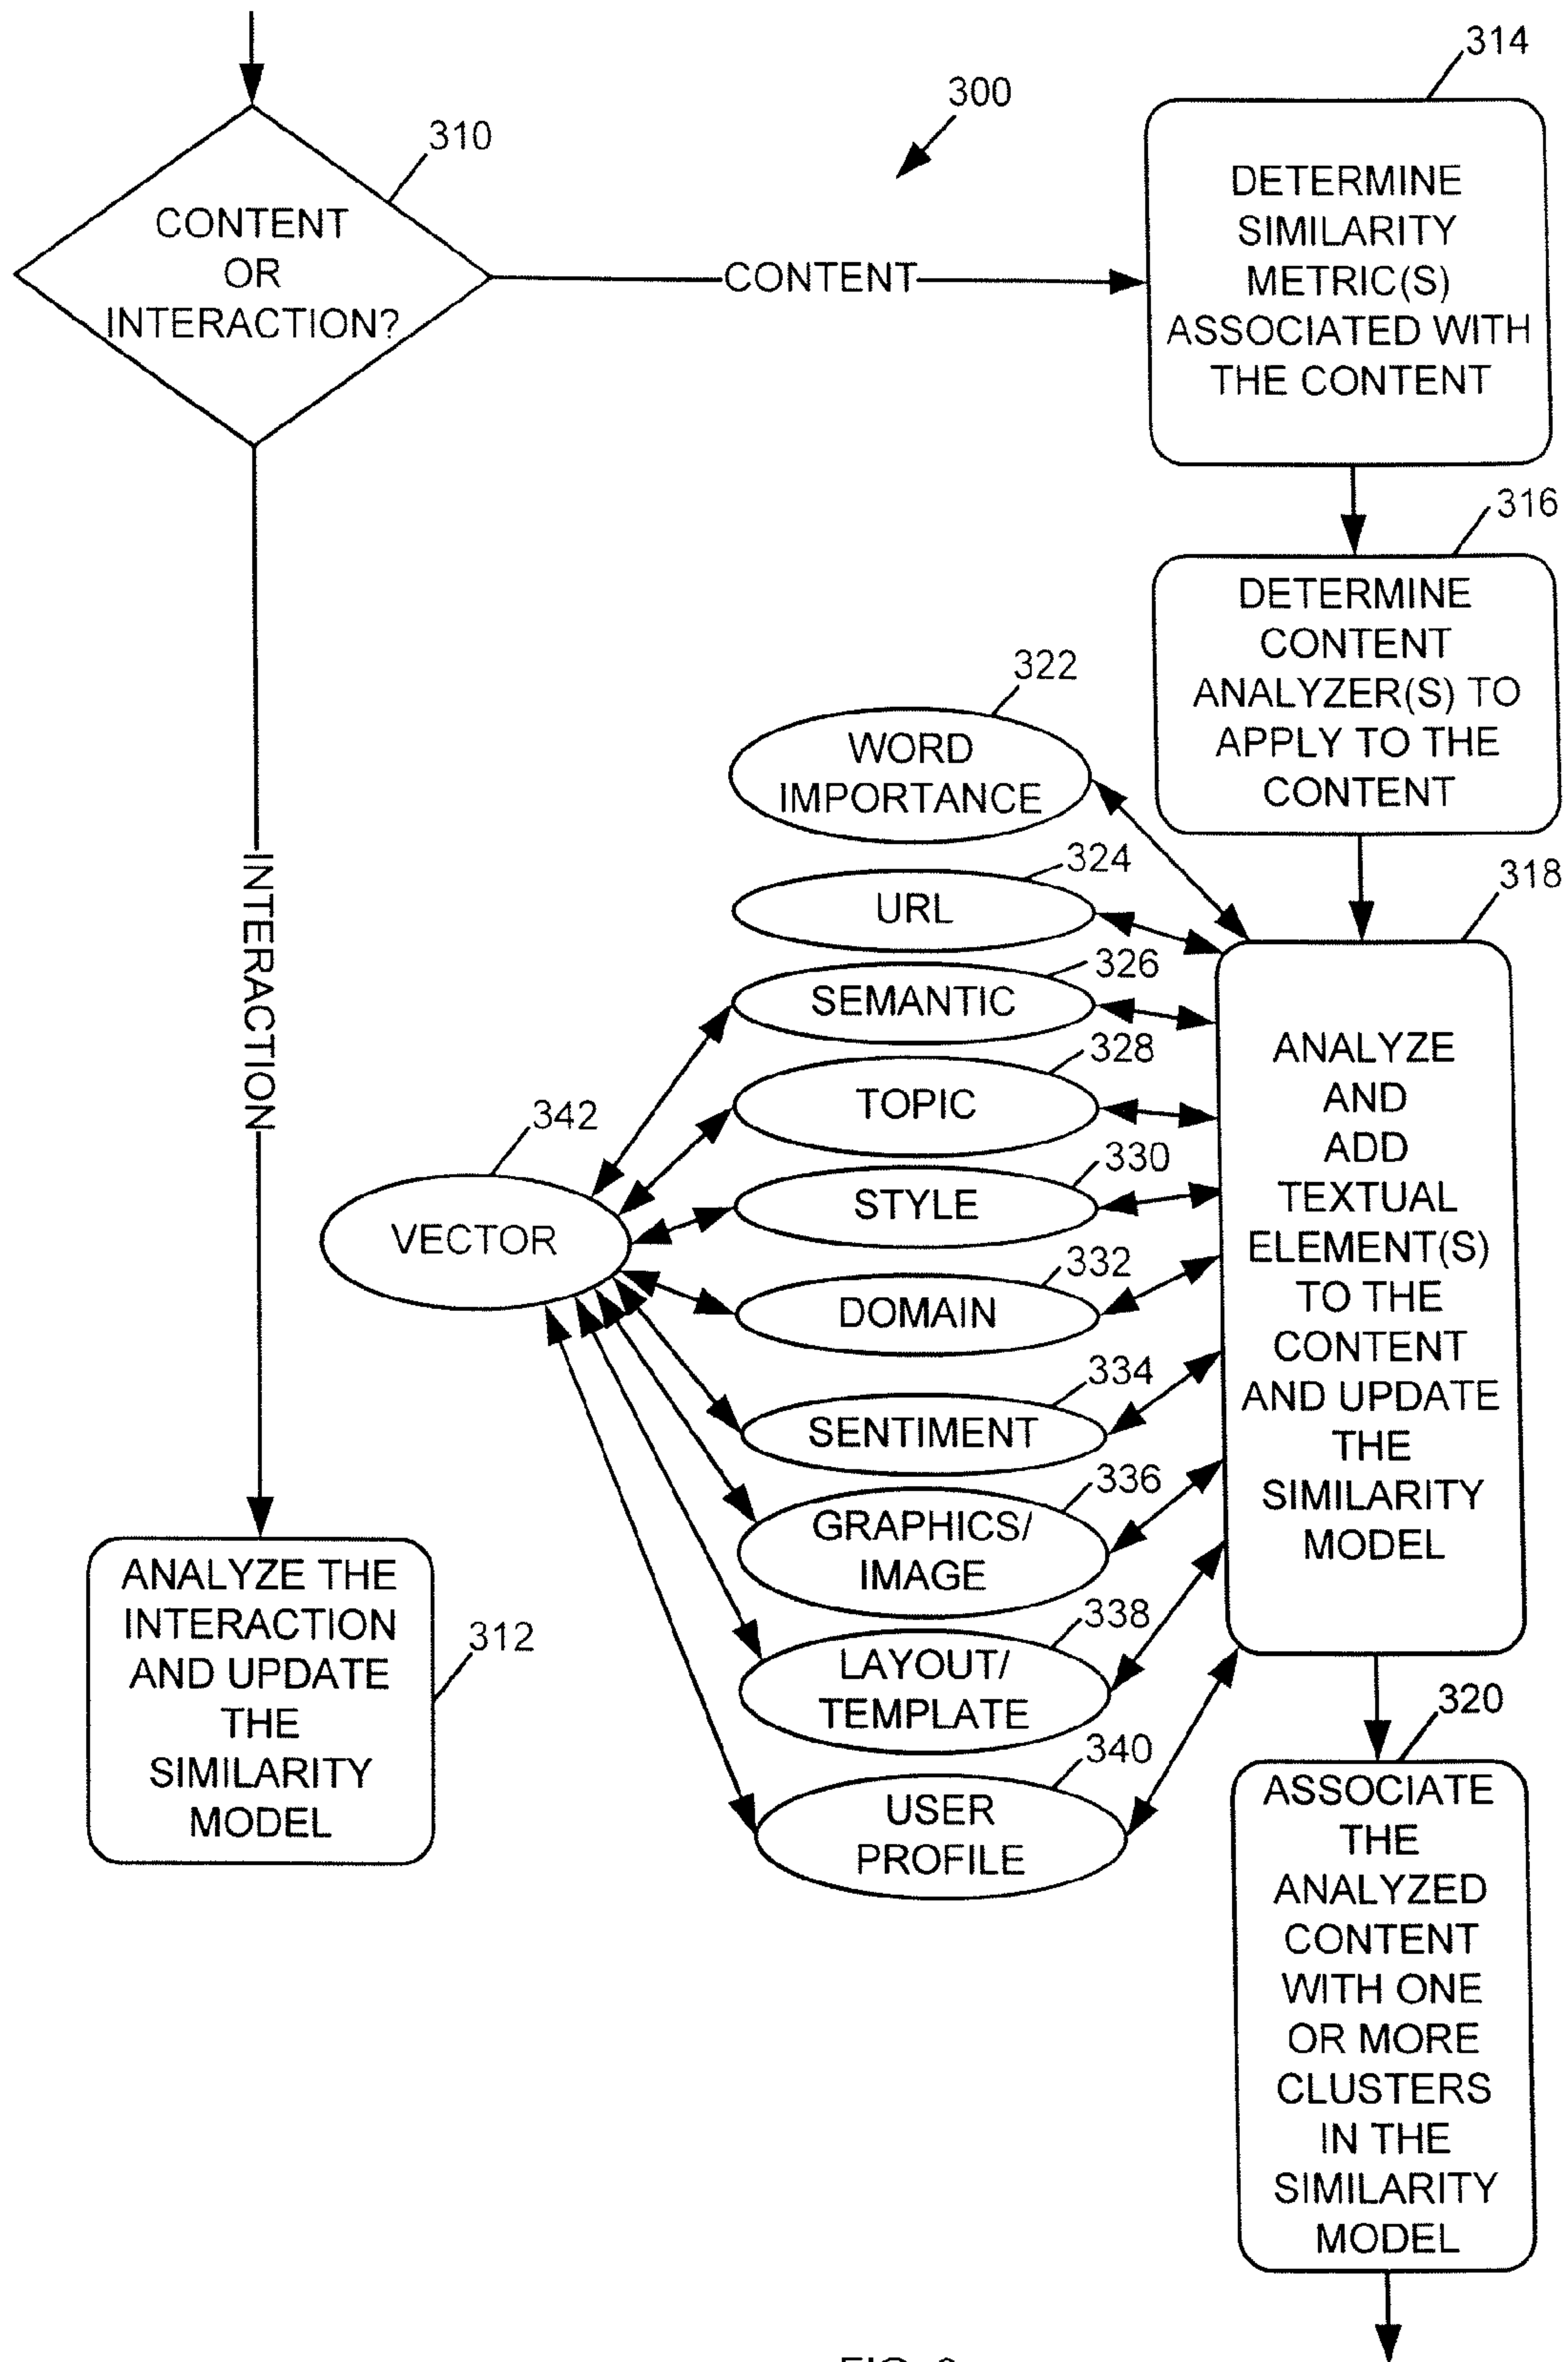 300
310
CONTENT
OR
INTERACTION?
CONTENT
INTERACTION
314
DETERMINE
SIMILARITY
METRIC(S)
ASSOCIATED WITH
THE CONTENT
316
DETERMINE
CONTENT
ANALYZER(S) TO
APPLY TO THE
CONTENT
322
WORD
IMPORTANCE
324
URL
326
SEMANTIC
328
TOPIC
330
STYLE
332
DOMAIN
334
SENTIMENT
336
GRAPHICS/
IMAGE
338
LAYOUT/
TEMPLATE
340
USER
PROFILE
342
VECTOR
318
ANALYZE
AND
ADD
TEXTUAL
ELEMENT(S)
TO THE
CONTENT
AND UPDATE
THE
SIMILARITY
MODEL
312
ANALYZE THE
INTERACTION
AND UPDATE
THE
SIMILARITY
MODEL
320
ASSOCIATE
THE
ANALYZED
CONTENT
WITH ONE
OR MORE
CLUSTERS
IN THE
SIMILARITY
MODEL